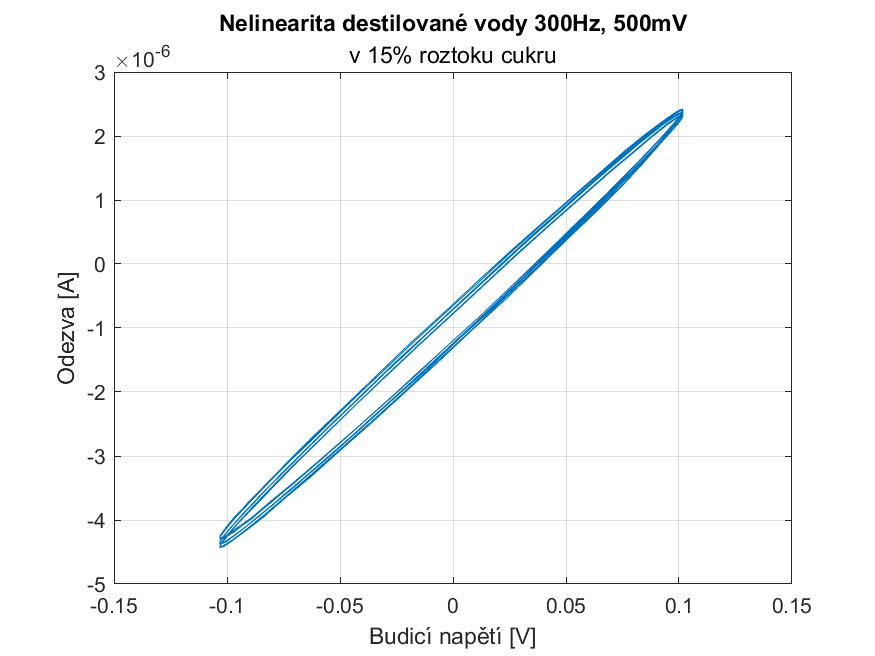 Nelinearita destilované vody 300Hz, 500mV
v 15% roztoku cukru
×10-6
3
2
1
0
-1
-2
-3
-4
-5
Odezva [A]
-0.15 -0.1 -0.05 0 0.05 0.1 0.15
Budicí napětí [V]